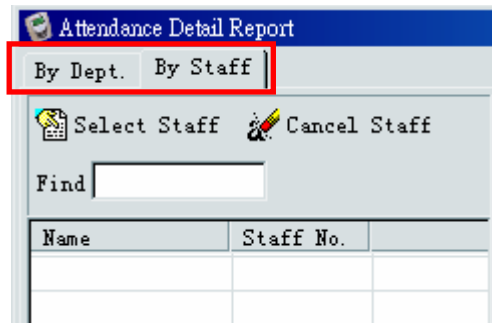 Attendance Detail Report
By Dept. By Staff
Select Staff Cancel Staff
Find
Name Staff No.